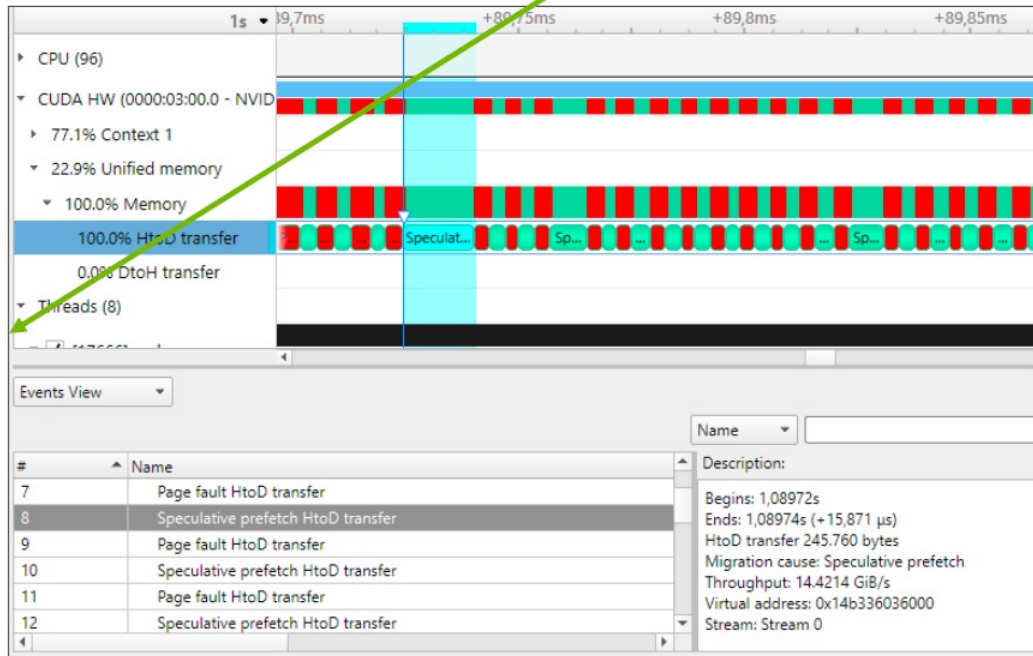 1s 39,7ms +89,75ms +89,8ms +89,85ms
CPU (96)
CUDA HW (0000:03:00.0 - NVID
77.1% Context 1
22.9% Unified memory
100.0% Memory
100.0% HtoD transfer Speculat... Sp... ... Sp... ... ...
0.0% DtoH transfer
Threads (8)
Events View
Name
# Name
Description:
7 Page fault HtoD transfer
8 Speculative prefetch HtoD transfer
9 Page fault HtoD transfer
10 Speculative prefetch HtoD transfer
11 Page fault HtoD transfer
12 Speculative prefetch HtoD transfer
Begins: 1,08972s
Ends: 1,08974s (+15,871 μs)
HtoD transfer 245.760 bytes
Migration cause: Speculative prefetch
Throughput: 14.4214 GiB/s
Virtual address: 0x14b336036000
Stream: Stream 0